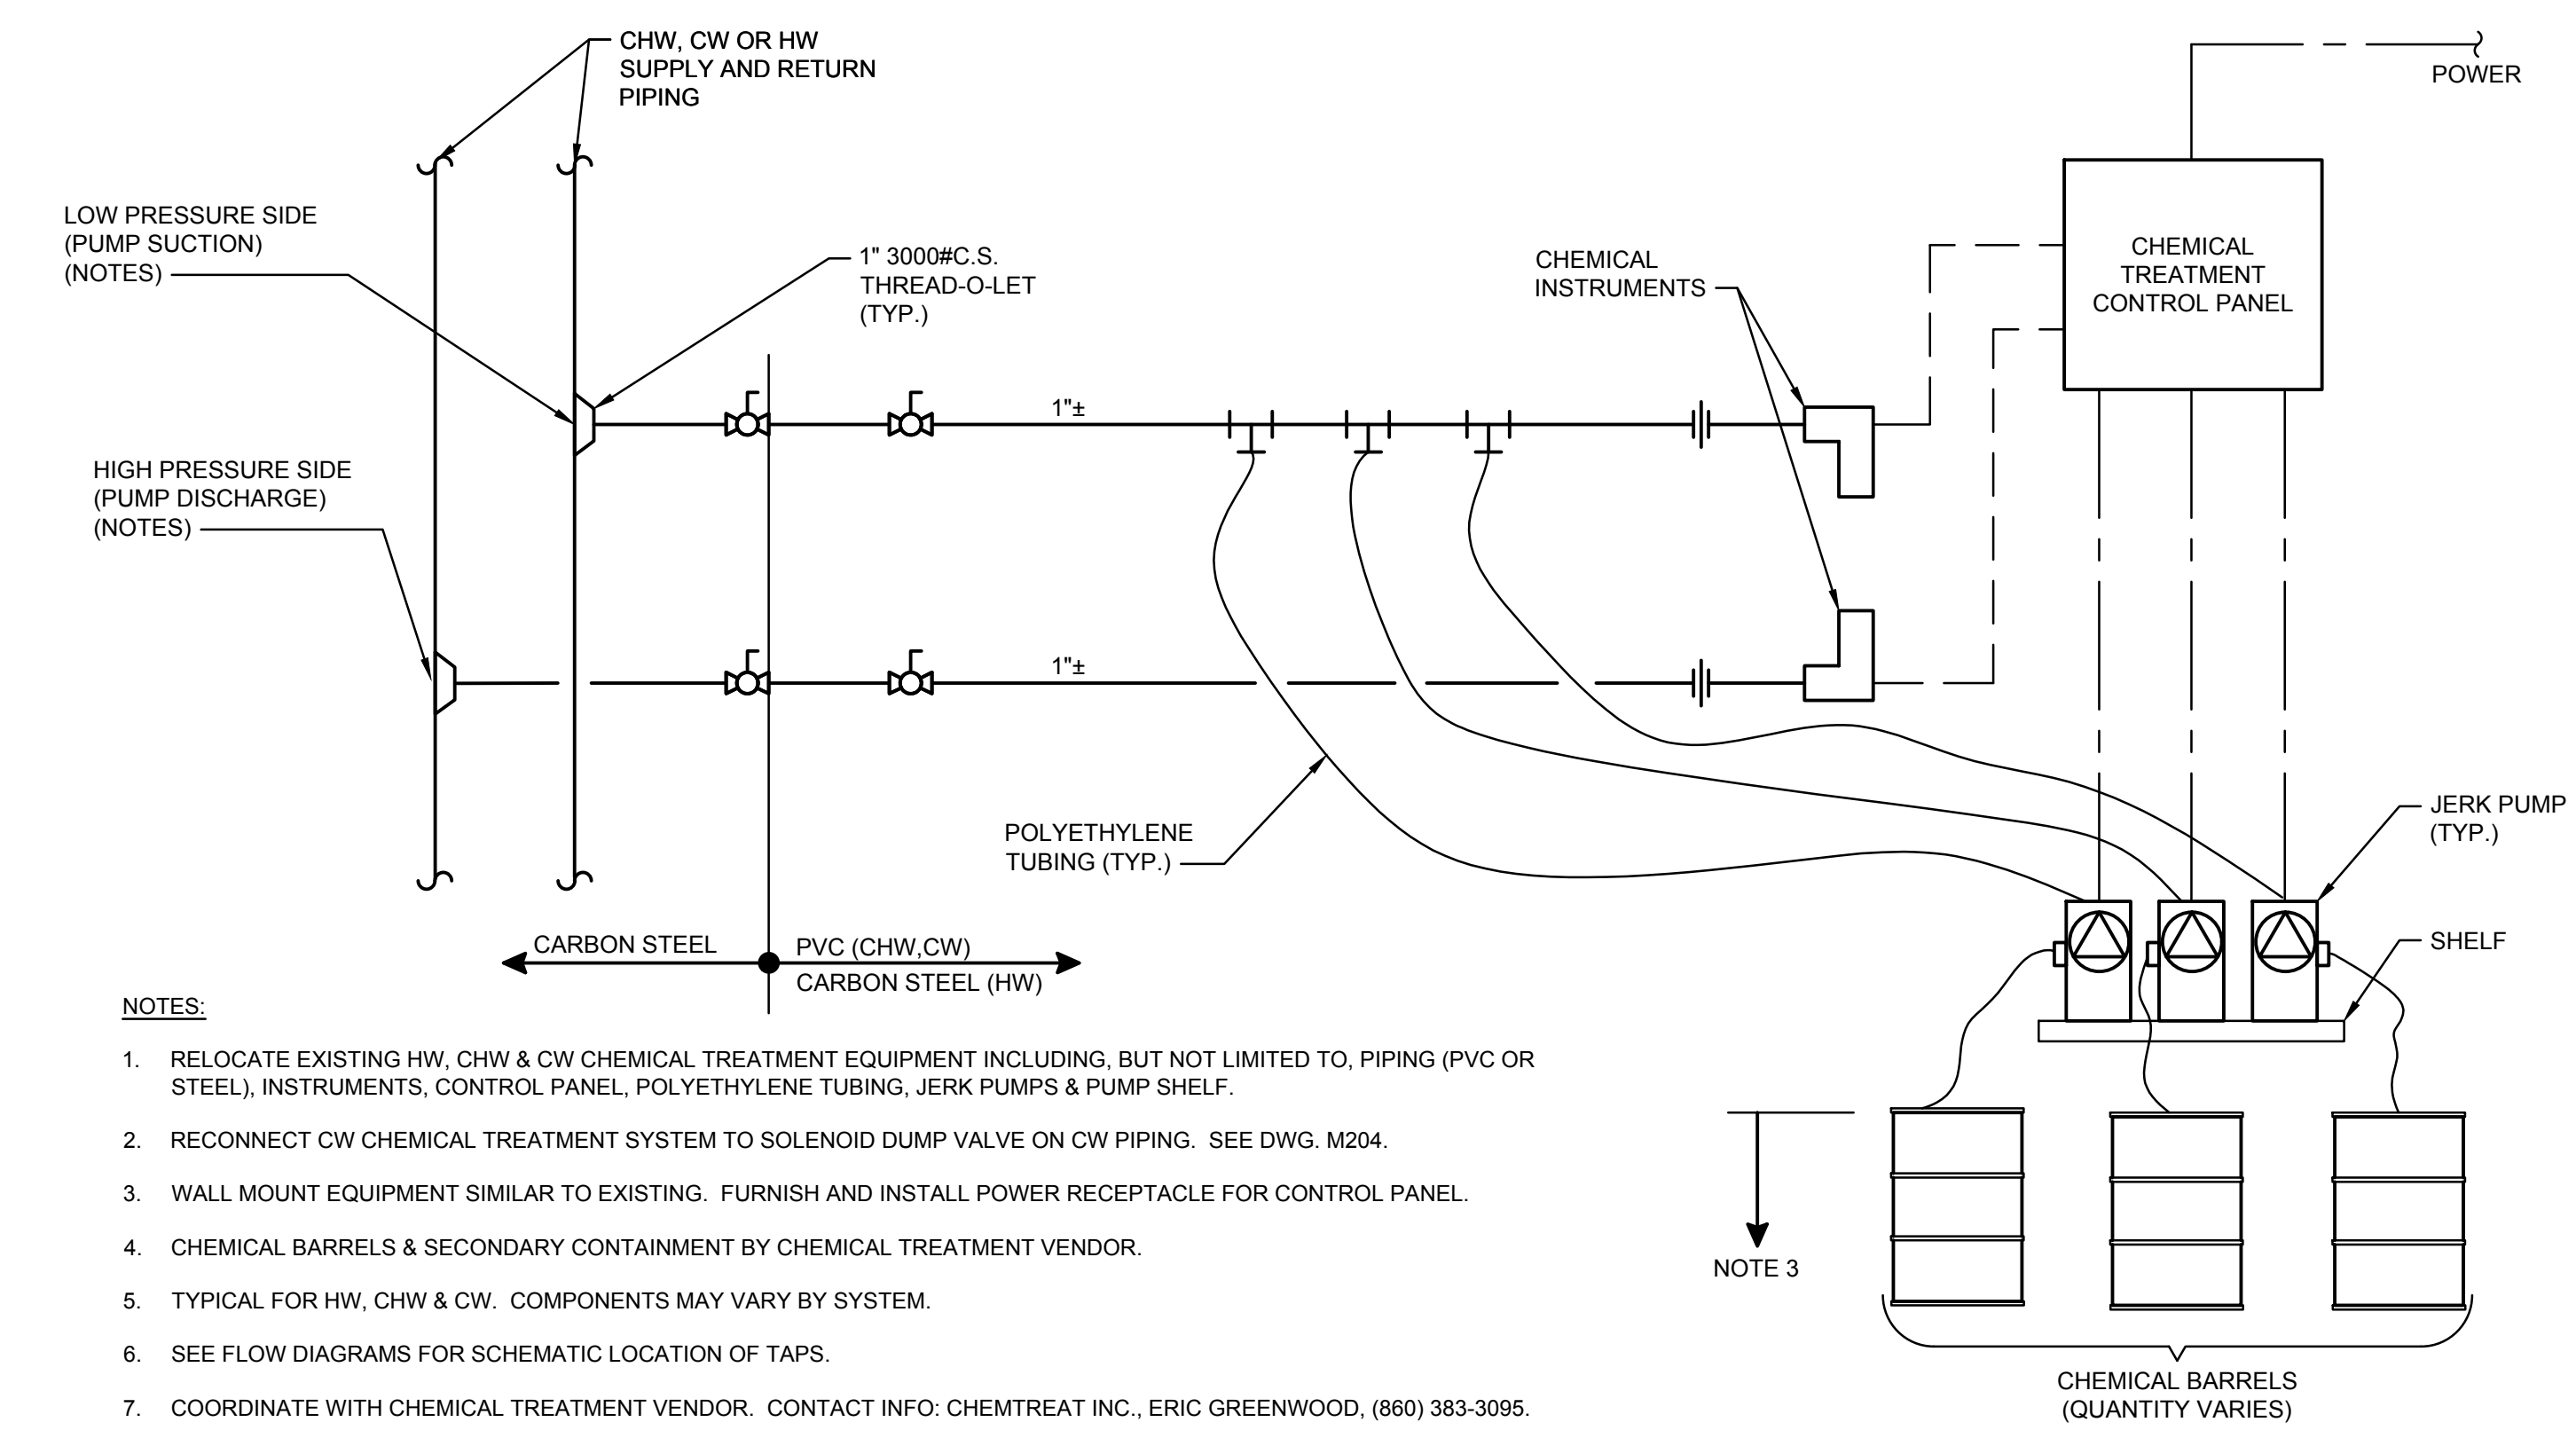 CHW, CW OR HW
SUPPLY AND RETURN
PIPING
POWER
LOW PRESSURE SIDE
(PUMP SUCTION)
(NOTES)
1" 3000#C.S.
THREAD-O-LET
(TYP.)
CHEMICAL
INSTRUMENTS
CHEMICAL
TREATMENT
CONTROL PANEL
1"±
HIGH PRESSURE SIDE
(PUMP DISCHARGE)
(NOTES)
1"±
POLYETHYLENE
TUBING (TYP.)
JERK PUMP
(TYP.)
SHELF
CARBON STEEL
PVC (CHW,CW)
CARBON STEEL (HW)
NOTES:
1. RELOCATE EXISTING HW, CHW & CW CHEMICAL TREATMENT EQUIPMENT INCLUDING, BUT NOT LIMITED TO, PIPING (PVC OR
STEEL), INSTRUMENTS, CONTROL PANEL, POLYETHYLENE TUBING, JERK PUMPS & PUMP SHELF.
2. RECONNECT CW CHEMICAL TREATMENT SYSTEM TO SOLENOID DUMP VALVE ON CW PIPING. SEE DWG. M204.
3. WALL MOUNT EQUIPMENT SIMILAR TO EXISTING. FURNISH AND INSTALL POWER RECEPTACLE FOR CONTROL PANEL.
4. CHEMICAL BARRELS & SECONDARY CONTAINMENT BY CHEMICAL TREATMENT VENDOR.
5. TYPICAL FOR HW, CHW & CW. COMPONENTS MAY VARY BY SYSTEM.
6. SEE FLOW DIAGRAMS FOR SCHEMATIC LOCATION OF TAPS.
7. COORDINATE WITH CHEMICAL TREATMENT VENDOR. CONTACT INFO: CHEMTREAT INC., ERIC GREENWOOD, (860) 383-3095.
NOTE 3
CHEMICAL BARRELS
(QUANTITY VARIES)